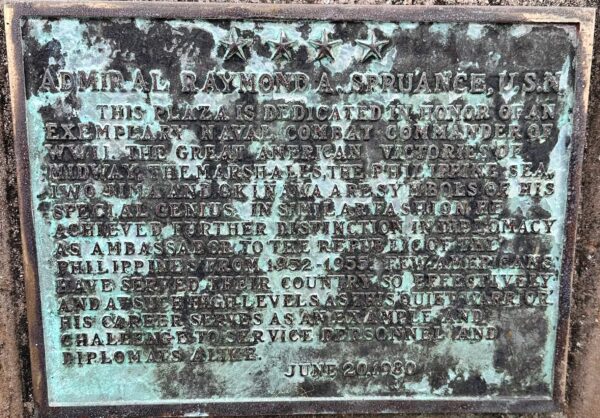 ADMIRAL RAYMOND A. SPRUANCE, U.S.N.
THIS PLAZA IS DEDICATED IN HONOR OF AN
EXEMPLARY NAVAL COMBAT COMMANDER OF
WWII. THE GREAT AMERICAN VICTORIES OF
MIDWAY, THE MARSHALLS, THE PHILIPPINE SEA,
IWO JIMA AND OKINAWA ARE SYMBOLS OF HIS
SPECIAL GENIUS. IN SIMILAR FASHION HE
ACHIEVED FURTHER DISTINCTION IN DIPLOMACY
AS AMBASSADOR TO THE REPUBLIC OF THE
PHILIPPINES FROM 1952-1955. FEW AMERICANS
HAVE SERVED THEIR COUNTRY SO EFFECTIVELY
AND AT SUCH HIGH LEVELS AS THIS QUIET WARRIOR.
HIS CAREER SERVES AS AN EXAMPLE AND
CHALLENGE TO SERVICE PERSONNEL AND
DIPLOMATS ALIKE.
JUNE 20, 1980